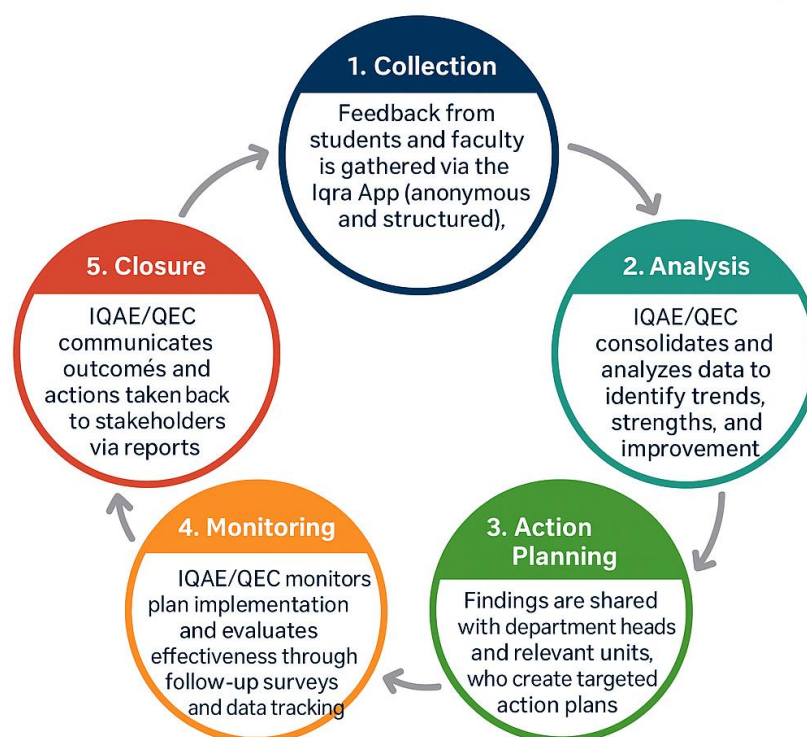 1. Collection
Feedback from
students and faculty
is gathered via the
Iqra App (anonymous
and structured),
2. Analysis
IQAE/QEC
consolidates and
analyzes data to
identify trends,
strengths, and
improvement
3. Action
Planning
Findings are shared
with department heads
and relevant units,
who create targeted
action plans
4. Monitoring
IQAE/QEC monitors
plan implementation
and evaluates
effectiveness through
follow-up surveys
and data tracking
5. Closure
IQAE/QEC
communicates
outcomés and
actions taken back
to stakeholders
via reports